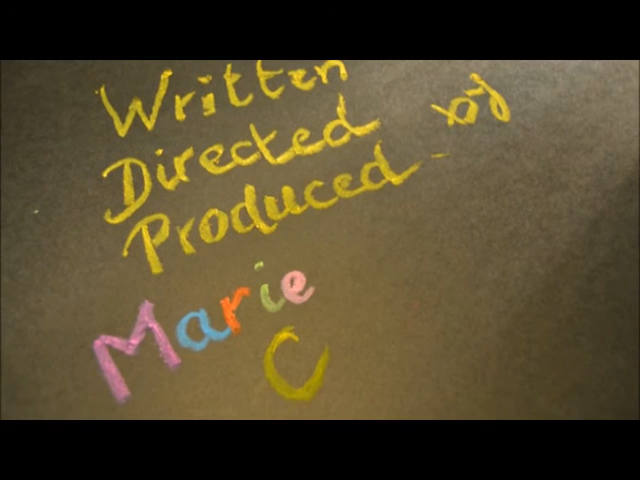 Written
Directed by
Produced -
Marie
C